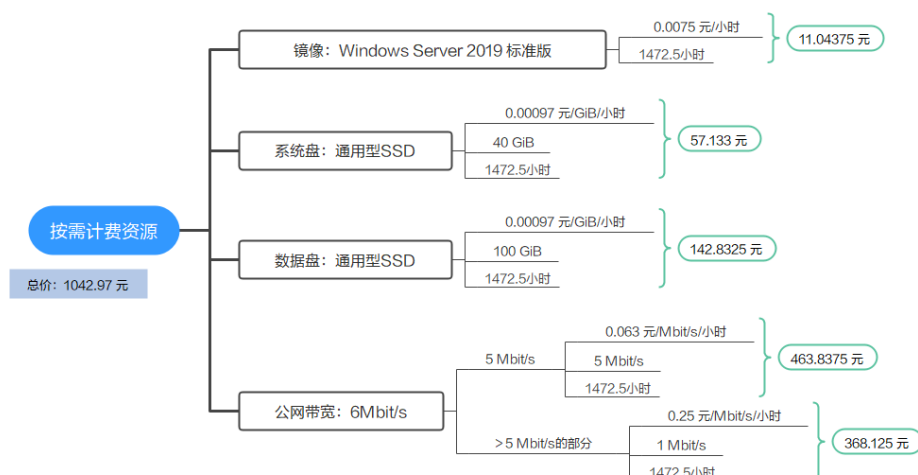 按需计费资源
总价：1042.97 元
镜像：Windows Server 2019 标准版
0.0075 元/小时
1472.5小时
11.04375 元
系统盘：通用型SSD
0.00097 元/GiB/小时
40 GiB
1472.5小时
57.133 元
数据盘：通用型SSD
0.00097 元/GiB/小时
100 GiB
1472.5小时
142.8325 元
公网带宽：6Mbit/s
5 Mbit/s
0.063 元/Mbit/s/小时
5 Mbit/s
1472.5小时
463.8375 元
>5 Mbit/s的部分
0.25 元/Mbit/s/小时
1 Mbit/s
1472.5小时
368.125 元